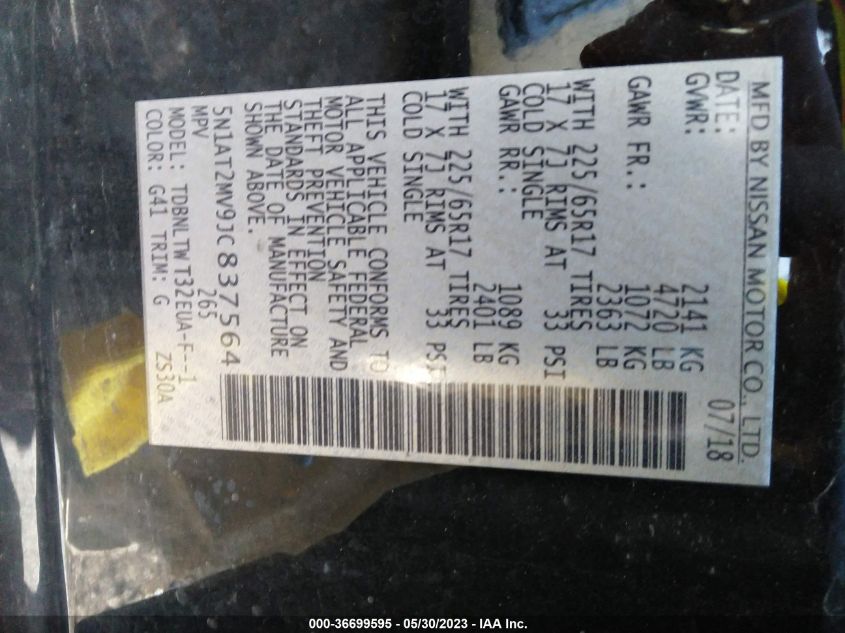 MFD BY NISSAN MOTOR CO., LTD.
DATE: 07/18
GVWR: 2141 KG
4720 LB
GAWR FR.: 1072 KG
2363 LB
WITH 225/65R17 TIRES
17 X 7J RIMS AT 33 PSI
COLD SINGLE
GAWR RR.: 1089 KG
2401 LB
WITH 225/65R17 TIRES
17 X 7J RIMS AT 33 PSI
COLD SINGLE
THIS VEHICLE CONFORMS TO
ALL APPLICABLE FEDERAL
MOTOR VEHICLE SAFETY AND
THEFT PREVENTION
STANDARDS IN EFFECT ON
THE DATE OF MANUFACTURE
SHOWN ABOVE.
5N1AT2MV9JC837564
MPV 265
MODEL: TDBNLTWT32EUA-F--1
COLOR: G41 TRIM: G ZS30A
000-36699595 - 05/30/2023 - IAA Inc.